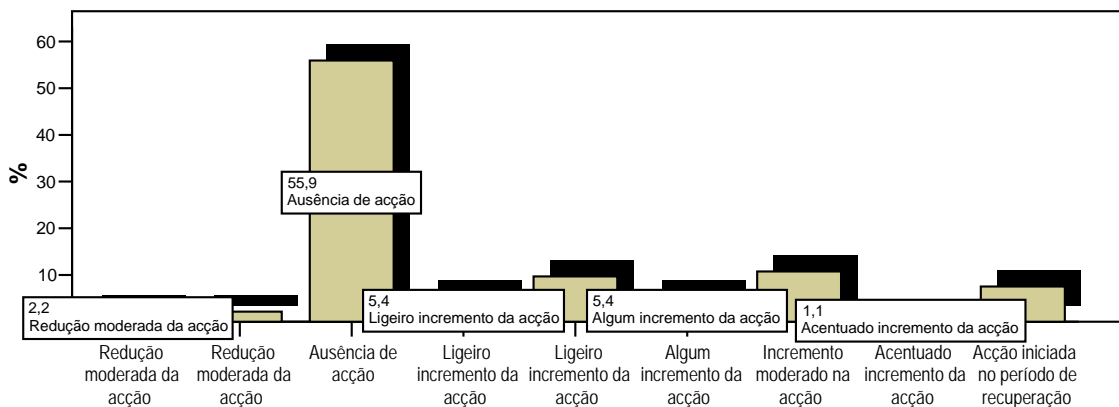 %
60
50
40
30
20
10
55,9
Ausência de acção
2,2
Redução moderada da acção
5,4
Ligeiro incremento da acção
5,4
Algum incremento da acção
1,1
Acentuado incremento da acção
Redução
moderada da
acção
Redução
moderada da
acção
Ausência de
acção
Ligeiro
incremento da
acção
Ligeiro
incremento da
acção
Algum
incremento da
acção
Incremento
moderado na
acção
Acentuado
incremento da
acção
Acção iniciada
no período de
recuperação